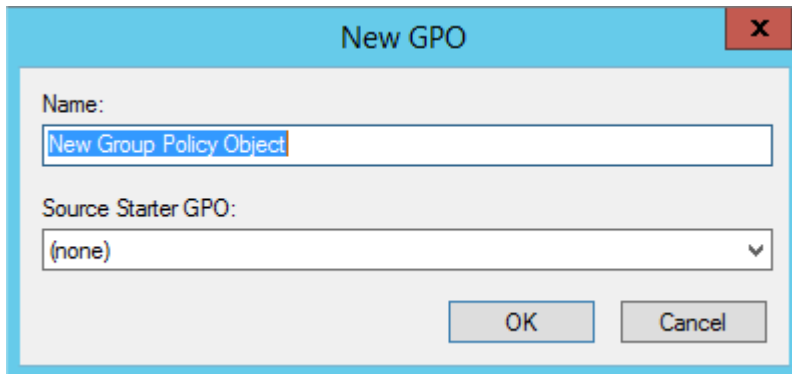 New GPO
x
Name:
New Group Policy Object
Source Starter GPO:
(none)
OK Cancel